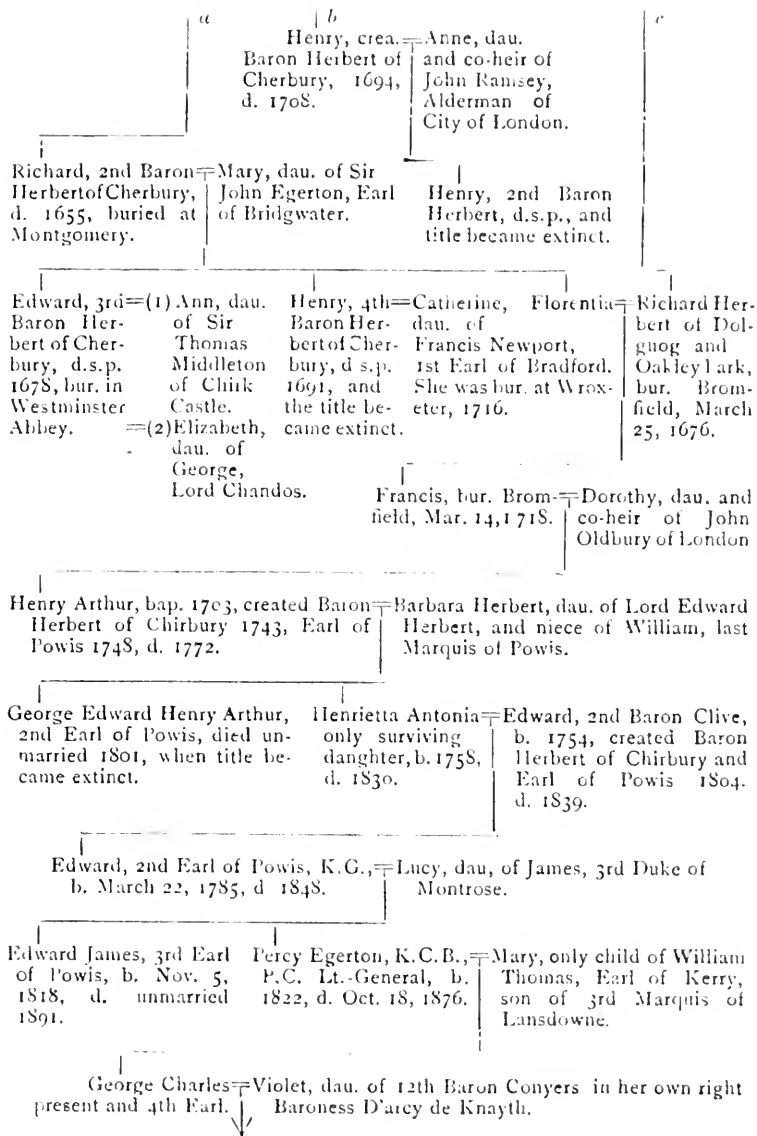 a b c
Henry, crea. = Anne, dau.
Baron Herbert of and co-heir of
Cherbury, 1694, John Ramsey,
d. 1708. Alderman of
City of London.
Richard, 2nd Baron = Mary, dau. of Sir
Herbert of Cherbury, John Egerton, Earl Henry, 2nd Baron
d. 1655, buried at of Bridgwater. Herbert, d.s.p., and
Montgomery. title became extinct.
Edward, 3rd = (1) Ann, dau. Henry, 4th = Catherine, Florentia = Richard Her-
Baron Her- of Sir Baron Her- dau. of bert of Dol-
bert of Cher- Thomas bert of Cher- Francis Newport, guog and
bury, d.s.p. Middleton bury, d s.p. 1st Earl of Bradford. Oakley Park,
1678, bur. in of Chirk 1691, and She was bur. at Wrox- bur. Brom-
Westminster Castle. the title be- eter, 1716. field, March
Abbey. = (2) Elizabeth, came extinct. 25, 1676.
dau. of
George,
Lord Chandos.
Francis, bur. Brom- = Dorothy, dau. and
field, Mar. 14, 1718. co-heir of John
Oldbury of London
Henry Arthur, bap. 1703, created Baron = Barbara Herbert, dau. of Lord Edward
Herbert of Chirbury 1743, Earl of Herbert, and niece of William, last
Powis 1748, d. 1772. Marquis of Powis.
George Edward Henry Arthur, Henrietta Antonia = Edward, 2nd Baron Clive,
2nd Earl of Powis, died un- only surviving b. 1754, created Baron
married 1801, when title be- danghter, b. 1758, Herbert of Chirbury and
came extinct. d. 1830. Earl of Powis 1804.
d. 1839.
Edward, 2nd Earl of Powis, K.G., = Lucy, dau, of James, 3rd Duke of
b. March 22, 1785, d 1848. Montrose.
Edward James, 3rd Earl Percy Egerton, K.C.B., = Mary, only child of William
of Powis, b. Nov. 5, P.C. Lt.-General, b. Thomas, Earl of Kerry,
1818, d. unmarried 1822, d. Oct. 18, 1876. son of 3rd Marquis of
1891. Lansdowne.
George Charles = Violet, dau. of 12th Baron Conyers in her own right
present and 4th Earl. Baroness D'arcy de Knayth.